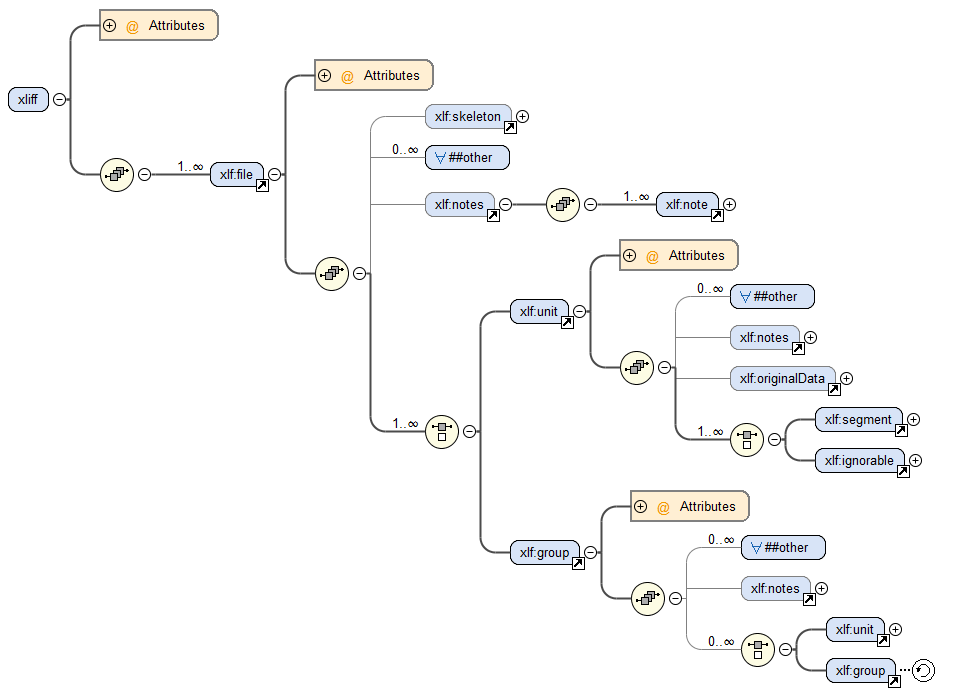 @ Attributes
xliff
1..∞ xlf:file
@ Attributes
xlf:skeleton
0..∞ ∀ ##other
xlf:notes
1..∞ xlf:note
1..∞
xlf:unit
@ Attributes
0..∞ ∀ ##other
xlf:notes
xlf:originalData
1..∞
xlf:segment
xlf:ignorable
xlf:group
@ Attributes
0..∞ ∀ ##other
xlf:notes
0..∞
xlf:unit
xlf:group